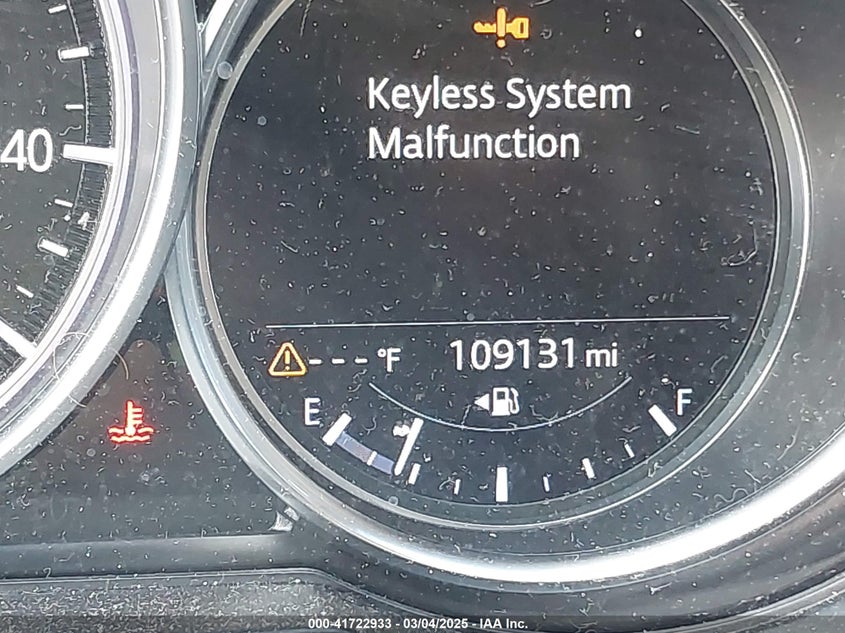 Keyless System
Malfunction
40
--- °F 109131 mi
E F
000-41722933 - 03/04/2025 - IAA Inc.